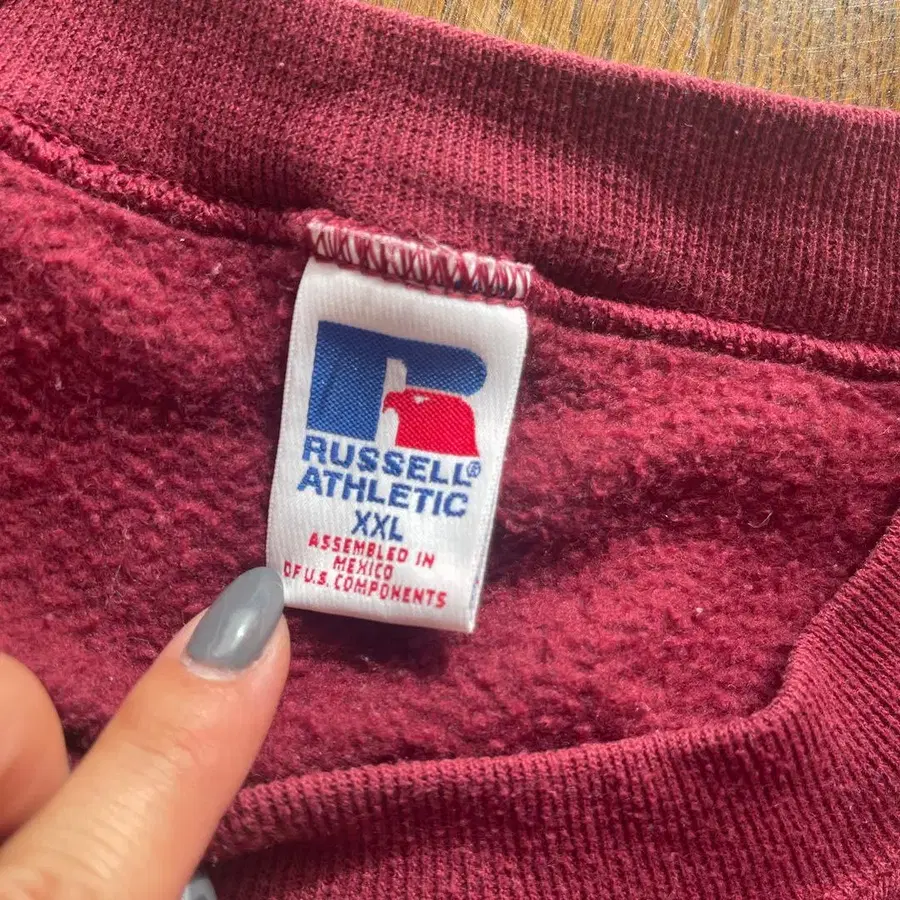 RUSSELL®
ATHLETIC
XXL
ASSEMBLED IN
MEXICO
OF U.S. COMPONENTS